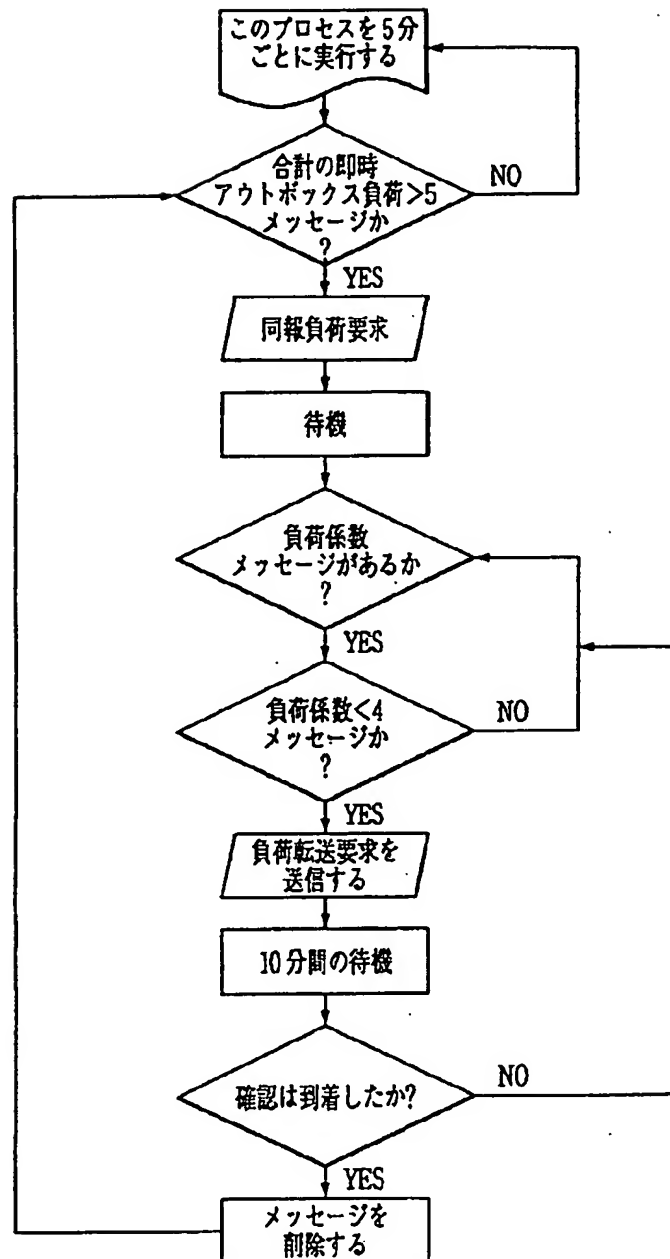 このプロセスを5分
ごとに実行する
合計の即時
アウトボックス負荷>5
メッセージか
?
NO
YES
同報負荷要求
待機
負荷係数
メッセージがあるか
?
YES
負荷係数<4
メッセージか
?
NO
YES
負荷転送要求を
送信する
10分間の待機
確認は到着したか?
NO
YES
メッセージを
削除する